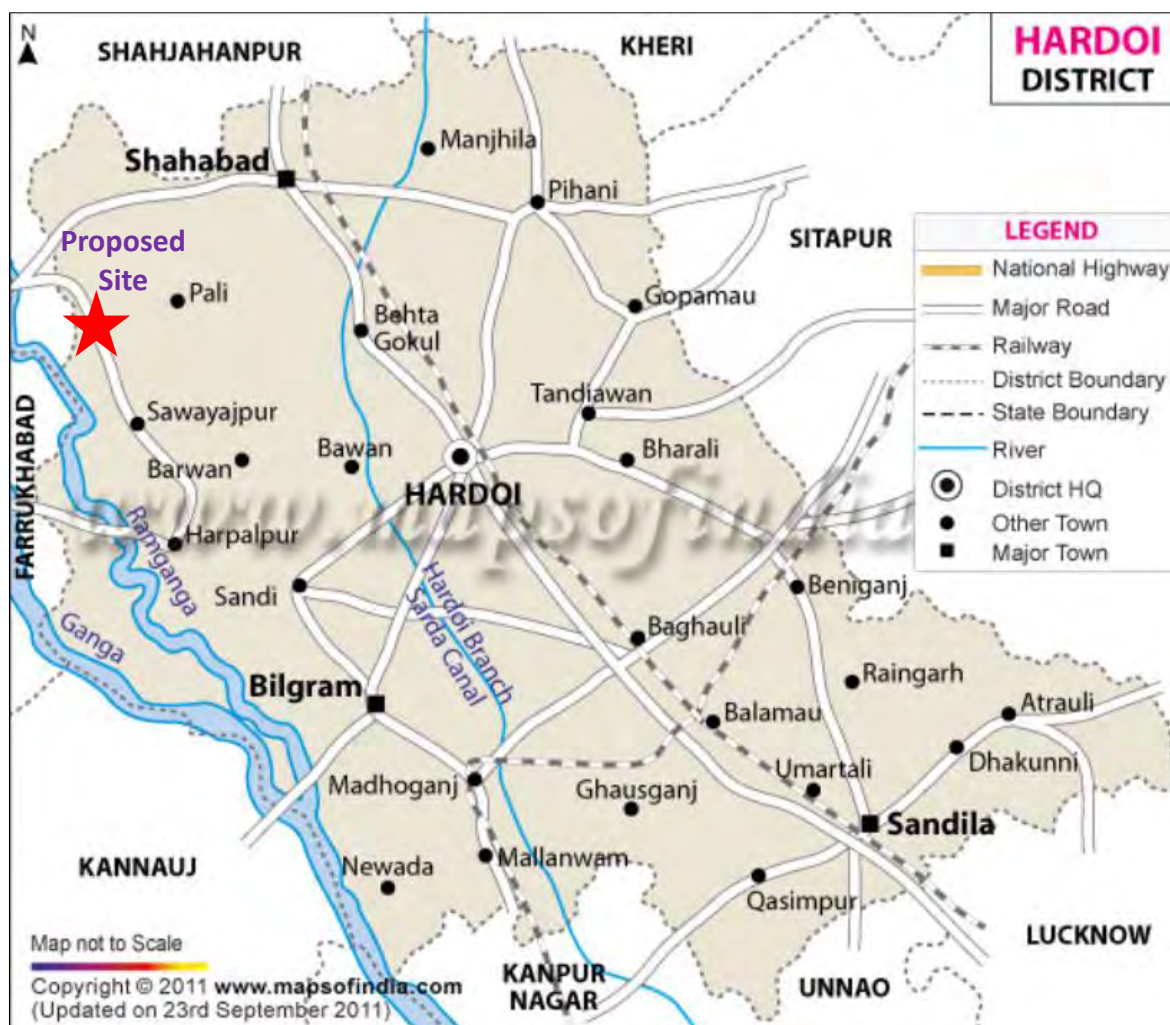 N
SHAHJAHANPUR
KHERI
HARDOI
DISTRICT
Manjhila
Shahabad
Pihani
Proposed
Site
SITAPUR
LEGEND
National Highway
Major Road
Railway
District Boundary
State Boundary
River
District HQ
Other Town
Major Town
Pali
Gopamau
Behta
Gokul
Tandiawan
Sawayajpur
FARRUKHABAD
Barwan
Bawan
Bharali
HARDOI
www.mapsofindia
Ramganga
Harpalpur
Sandi
Hardoi Branch
Sarda Canal
Beniganj
Ganga
Baghauli
Bilgram
Raingarh
Balamau
Atrauli
Dhakunni
Madhoganj
Ghausganj
Umartali
Sandila
KANNAUJ
Newada
Mallanwam
Qasimpur
LUCKNOW
KANPUR
NAGAR
UNNAO
Map not to Scale
Copyright © 2011 www.mapsofindia.com
(Updated on 23rd September 2011)